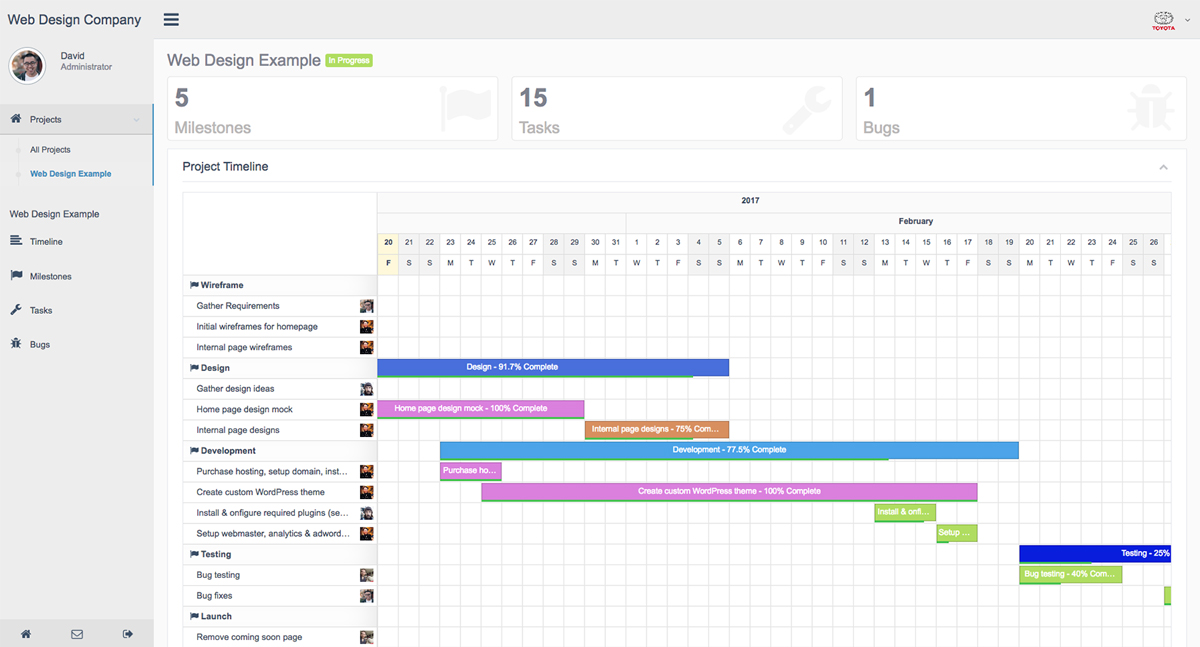 Web Design Company
TOYOTA
David
Administrator
Projects
All Projects
Web Design Example
Web Design Example
Timeline
Milestones
Tasks
Bugs
Web Design Example In Progress
5
Milestones
15
Tasks
1
Bugs
Project Timeline
2017
February
20 21 22 23 24 25 26 27 28 29 30 31 1 2 3 4 5 6 7 8 9 10 11 12 13 14 15 16 17 18 19 20 21 22 23 24 25 26
F S S M T W T F S S M T W T F S S M T W T F S S M T W T F S S M T W T F S S
Wireframe
Gather Requirements
Initial wireframes for homepage
Internal page wireframes
Design Design - 91.7% Complete
Gather design ideas
Home page design mock Home page design mock - 100% Complete
Internal page designs Internal page designs - 75% Com...
Development Development - 77.5% Complete
Purchase hosting, setup domain, inst... Purchase ho...
Create custom WordPress theme Create custom WordPress theme - 100% Complete
Install & configure required plugins (se... Install & onfi...
Setup webmaster, analytics & adword... Setup ...
Testing Testing - 25%
Bug testing Bug testing - 40% Com...
Bug fixes
Launch
Remove coming soon page